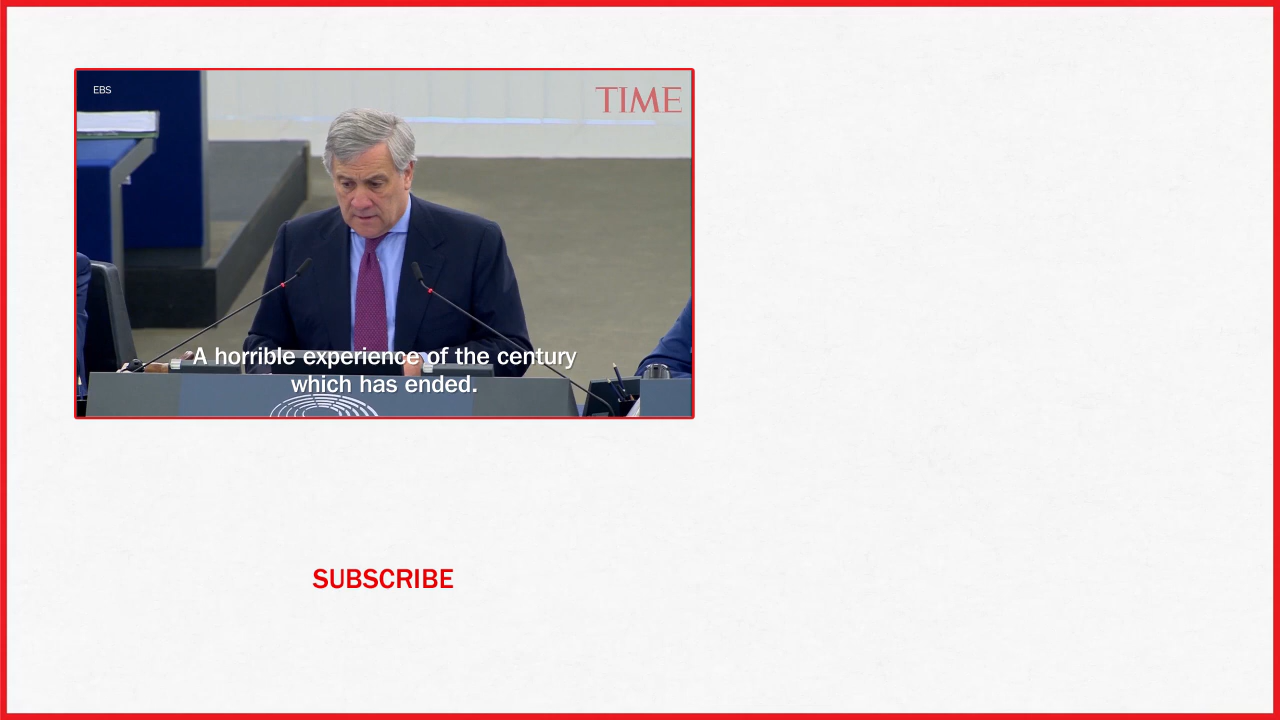 EBS
TIME
A horrible experience of the century
which has ended.
SUBSCRIBE